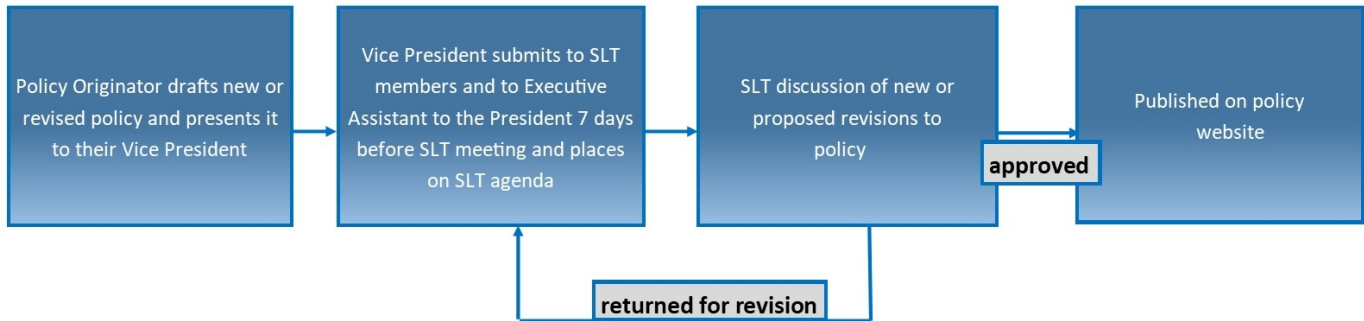 Policy Originator drafts new or
revised policy and presents it
to their Vice President
Vice President submits to SLT
members and to Executive
Assistant to the President 7 days
before SLT meeting and places
on SLT agenda
SLT discussion of new or
proposed revisions to
policy
approved
Published on policy
website
returned for revision